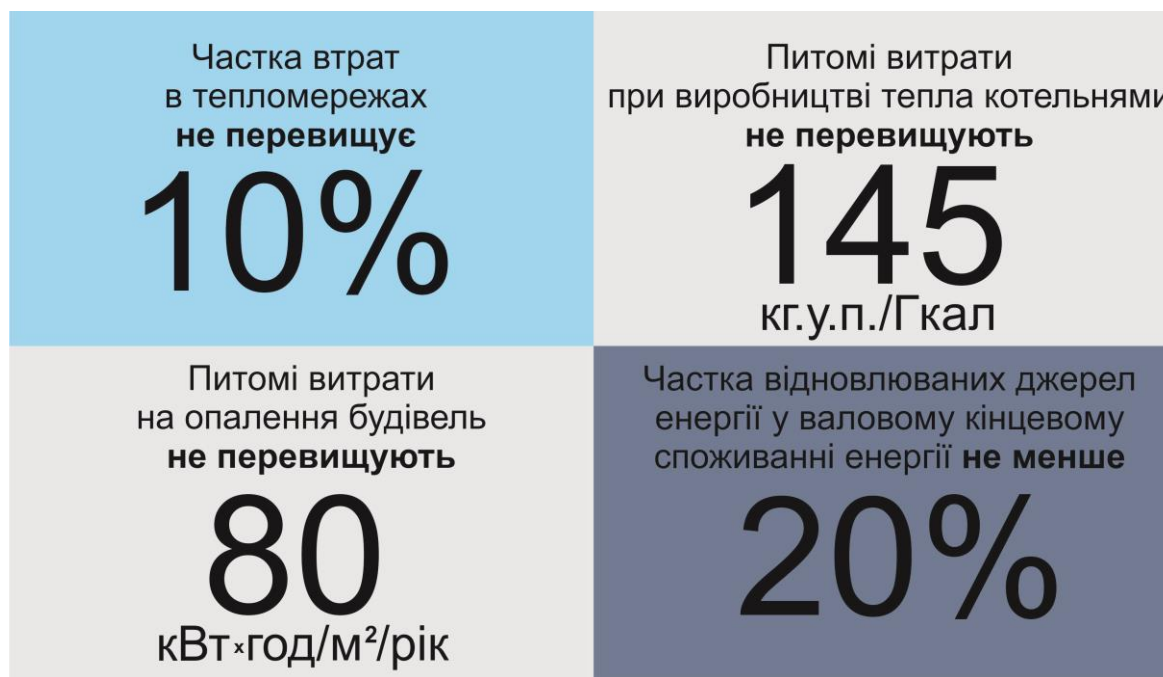 Частка втрат
в тепломережах
не перевищує
10%
Питомі витрати
при виробництві тепла котельнями
не перевищують
145
кг.у.п./Гкал
Питомі витрати
на опалення будівель
не перевищують
80
кВт×год/м²/рік
Частка відновлюваних джерел
енергії у валовому кінцевому
споживанні енергії не менше
20%